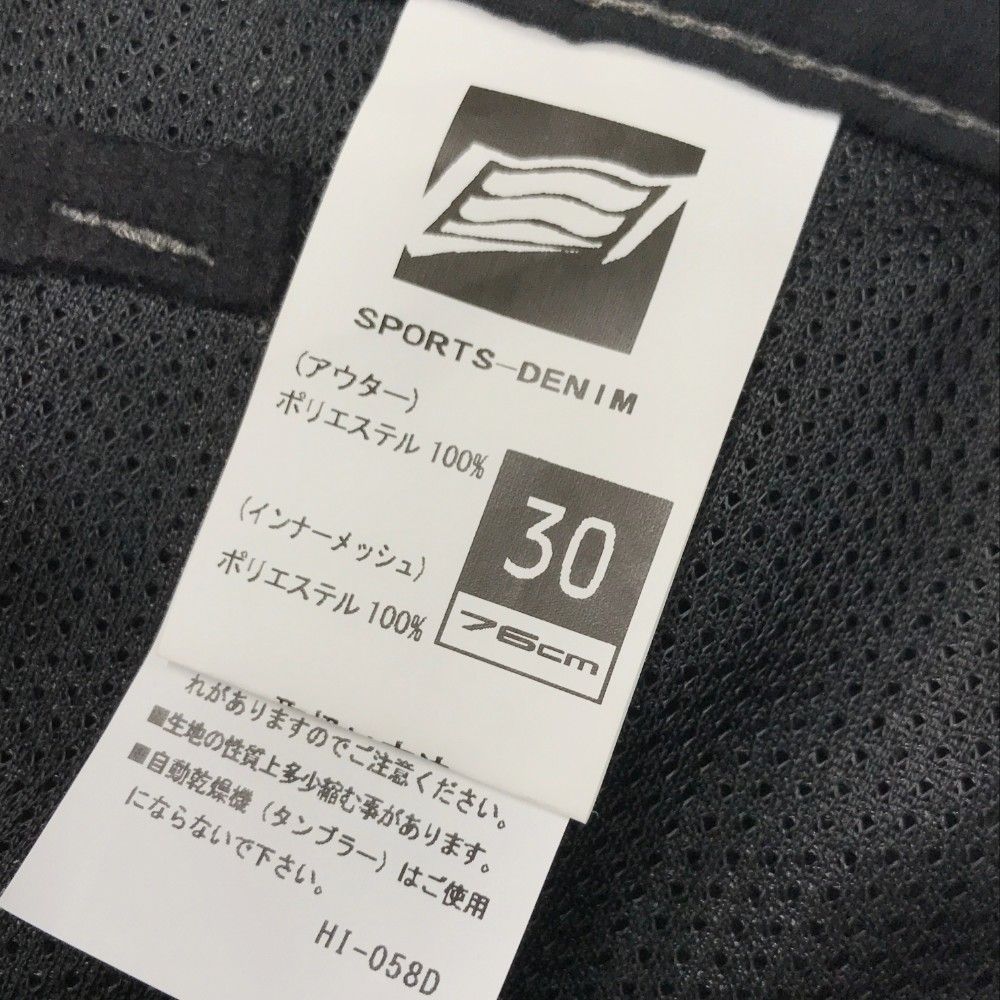 SPORTS-DENIM
(アウター)
ポリエステル 100%
30
76cm
(インナーメッシュ)
ポリエステル 100%
れがありますのでご注意ください。
■生地の性質上多少縮む事があります。
■自動乾燥機(タンブラー)はご使用
にならないで下さい。
HI-058D